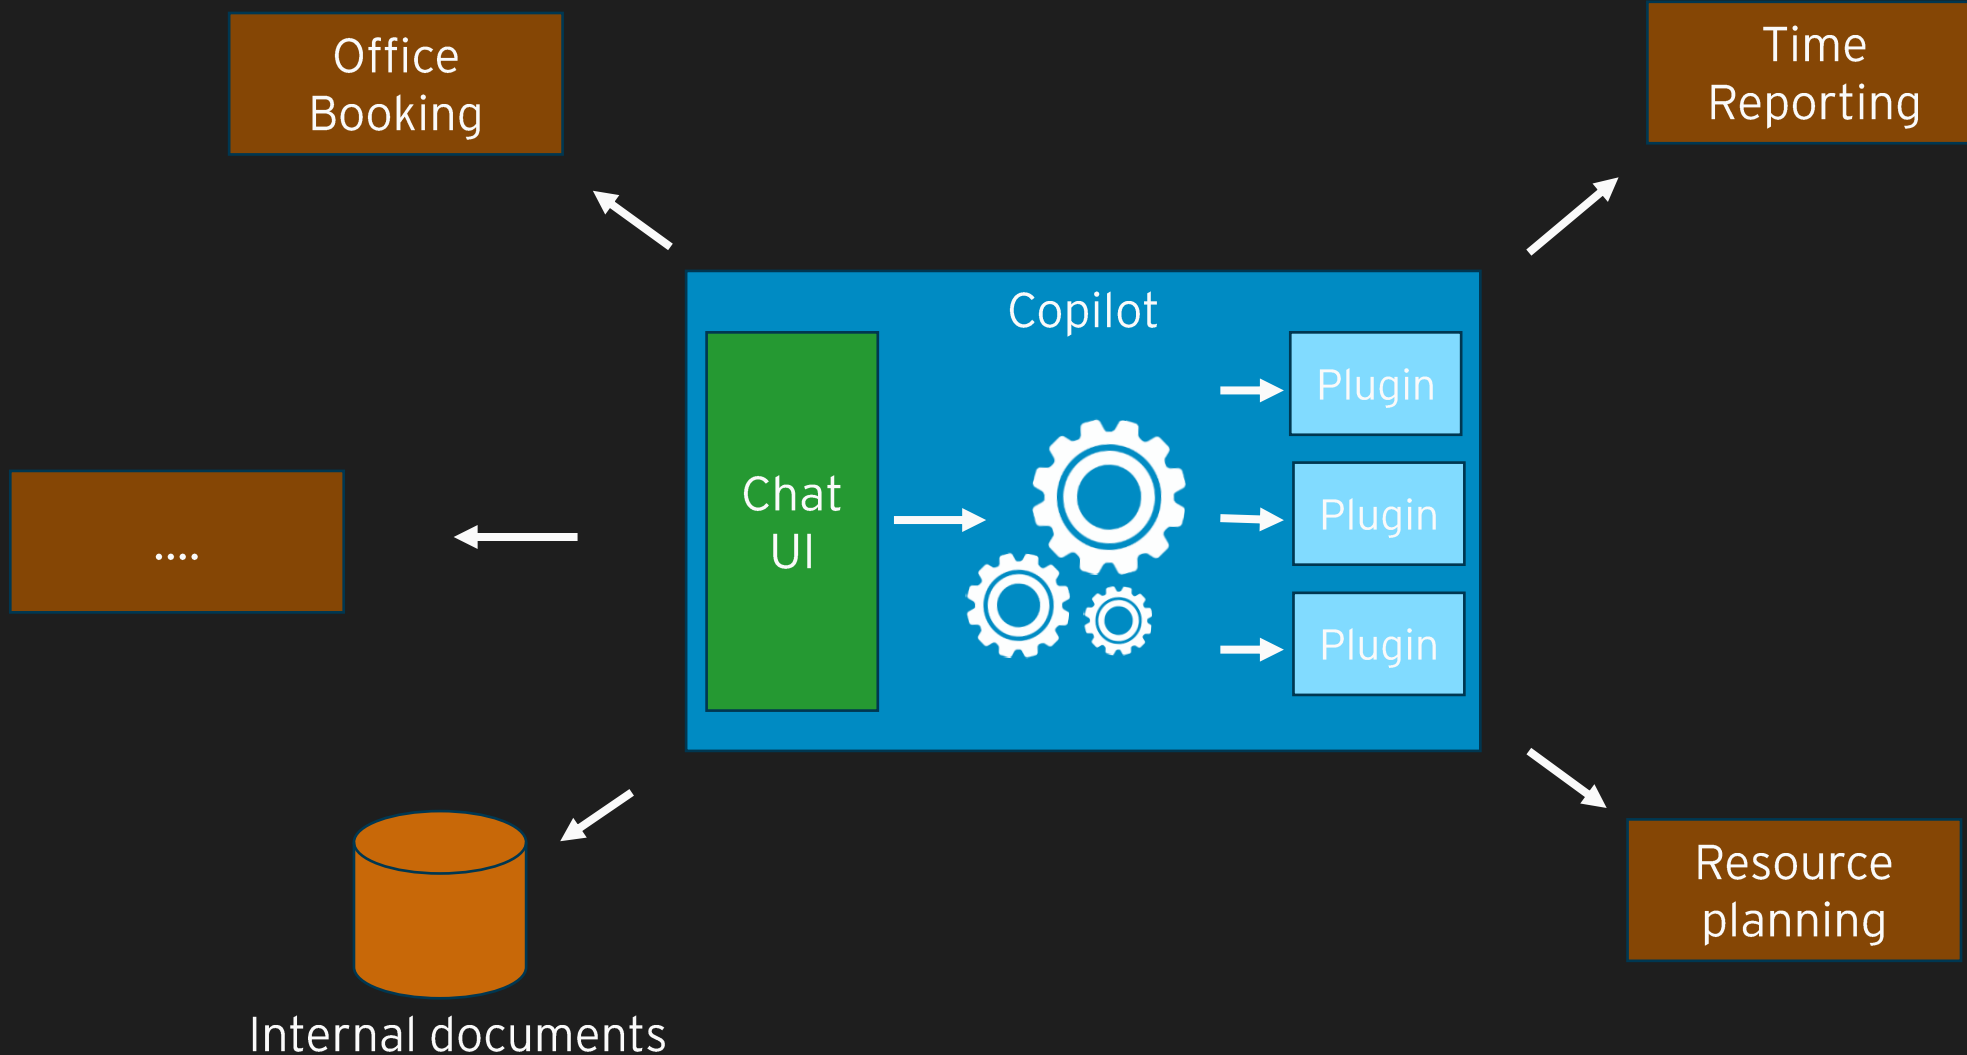 Office
Booking
Time
Reporting
Copilot
Chat
UI
Plugin
Plugin
Plugin
....
Resource
planning
Internal documents